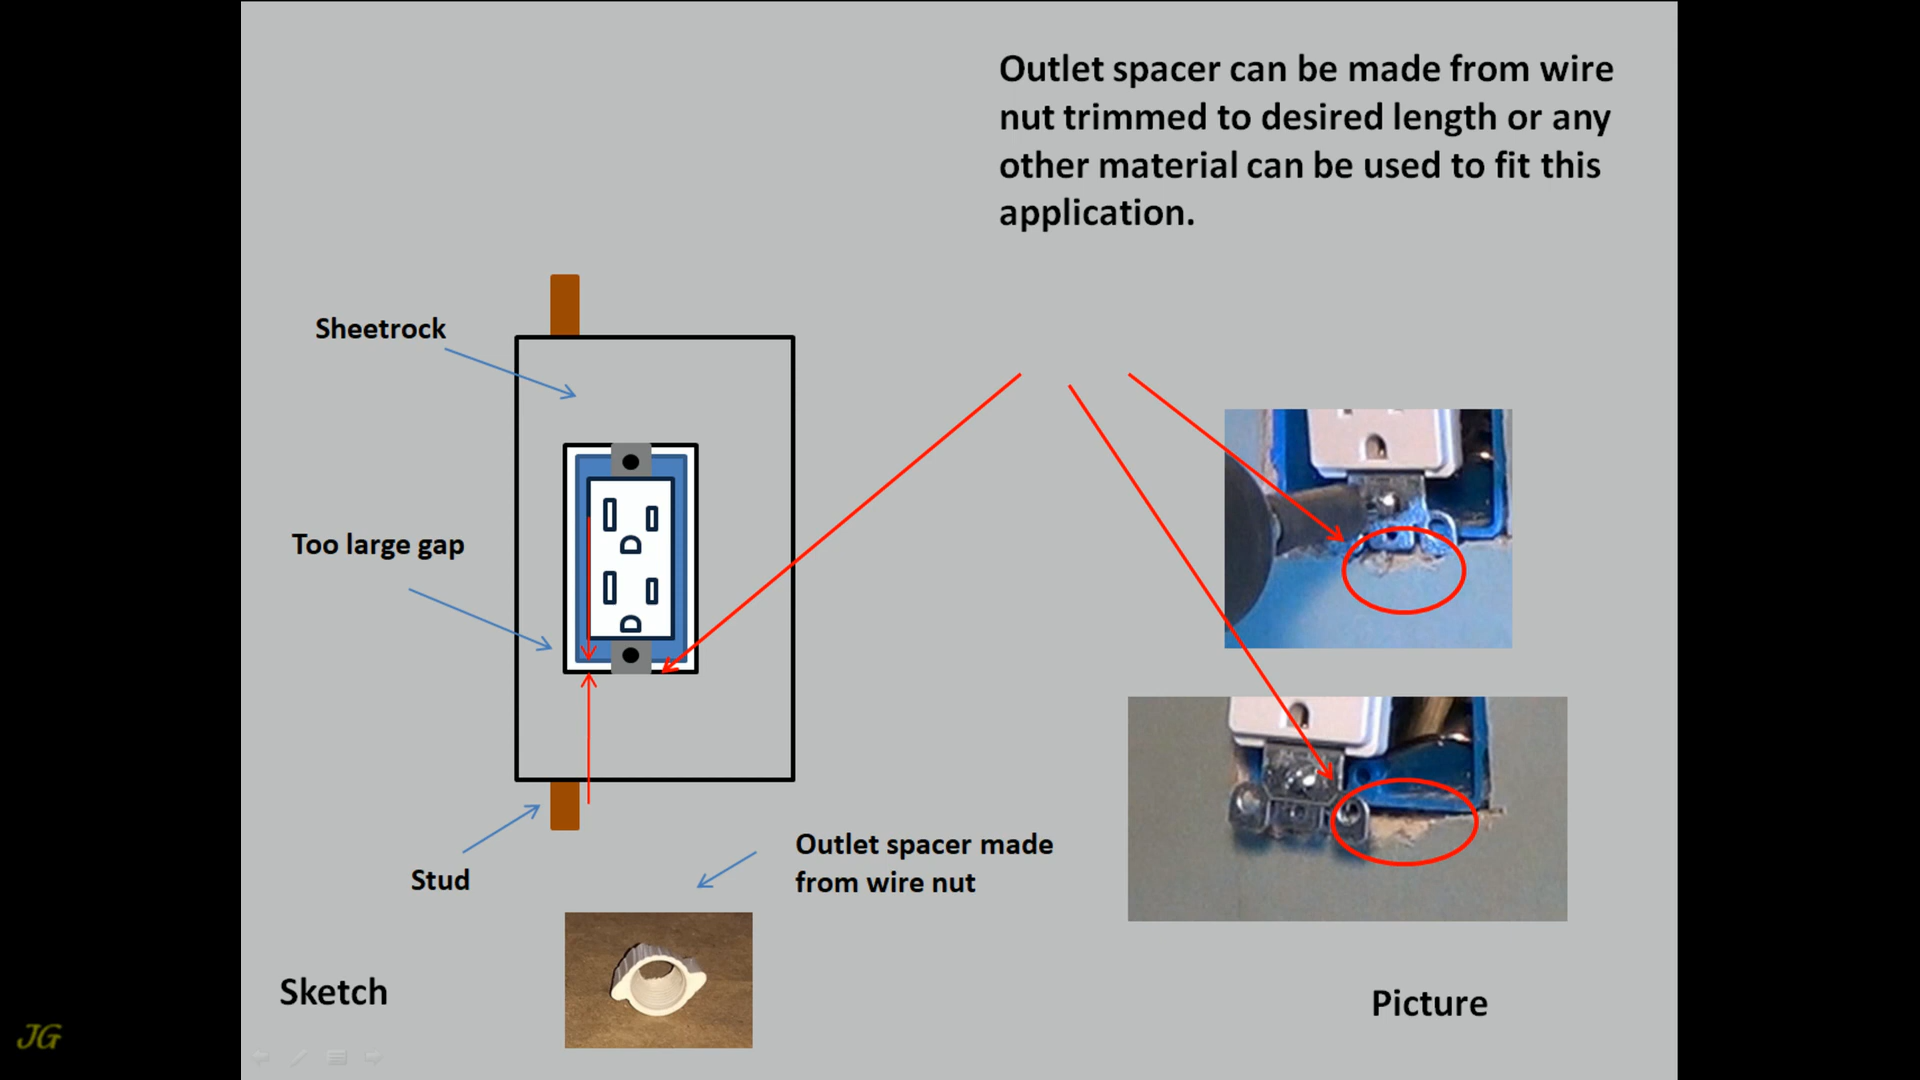 Outlet spacer can be made from wire
nut trimmed to desired length or any
other material can be used to fit this
application.
Sheetrock
Too large gap
Stud
Outlet spacer made
from wire nut
Sketch
Picture
JG